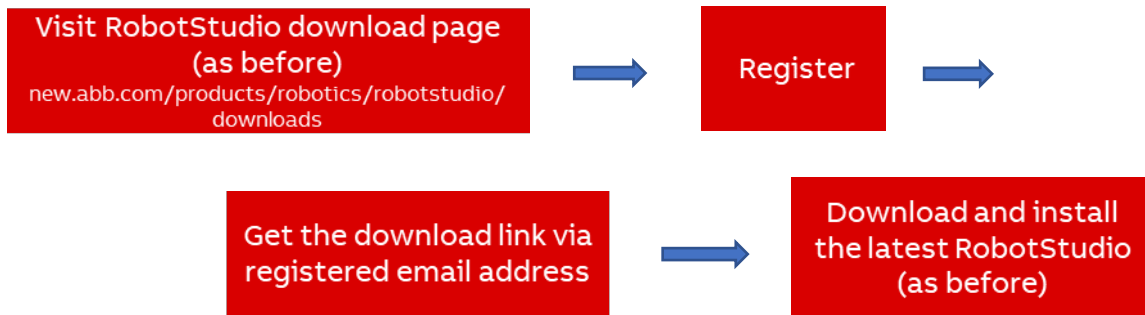 Visit RobotStudio download page
(as before)
new.abb.com/products/robotics/robotstudio/
downloads
Register
Get the download link via
registered email address
Download and install
the latest RobotStudio
(as before)